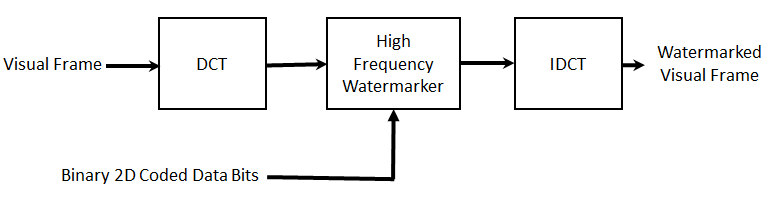 Visual Frame
DCT
High
Frequency
Watermarker
IDCT
Watermarked
Visual Frame
Binary 2D Coded Data Bits